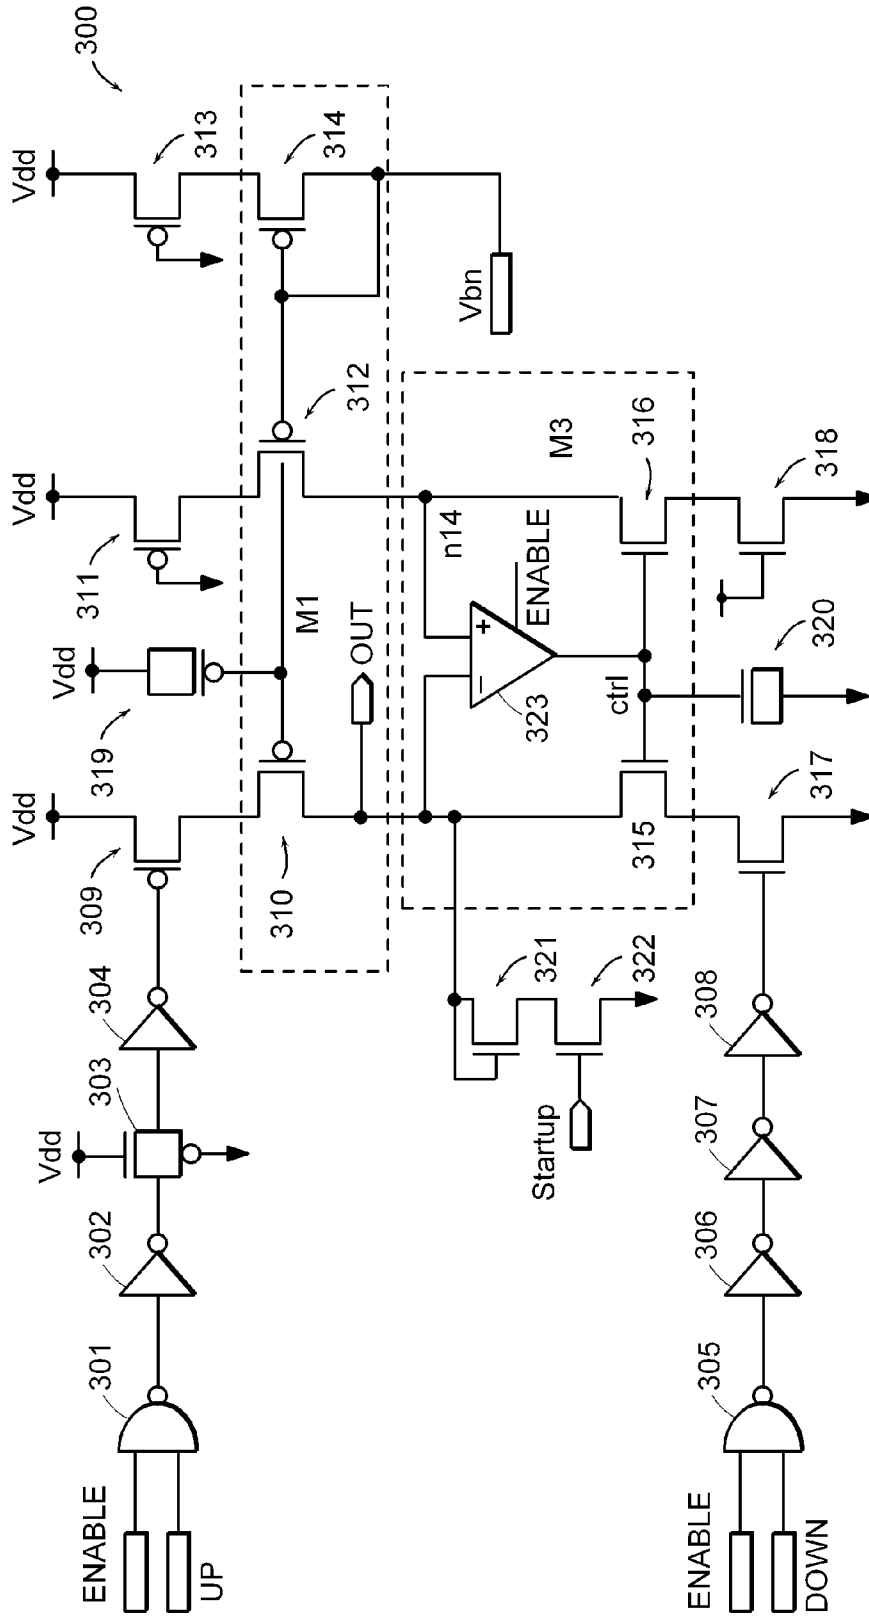 300
Vdd
313
314
Vbn
Vdd
311
312
M3
316
318
n14
ENABLE
Vdd
319
M1
OUT
323
ctrl
320
Vdd
309
310
315
317
304
303
Vdd
302
301
321
322
Startup
308
307
306
305
ENABLE
UP
ENABLE
DOWN
+
−